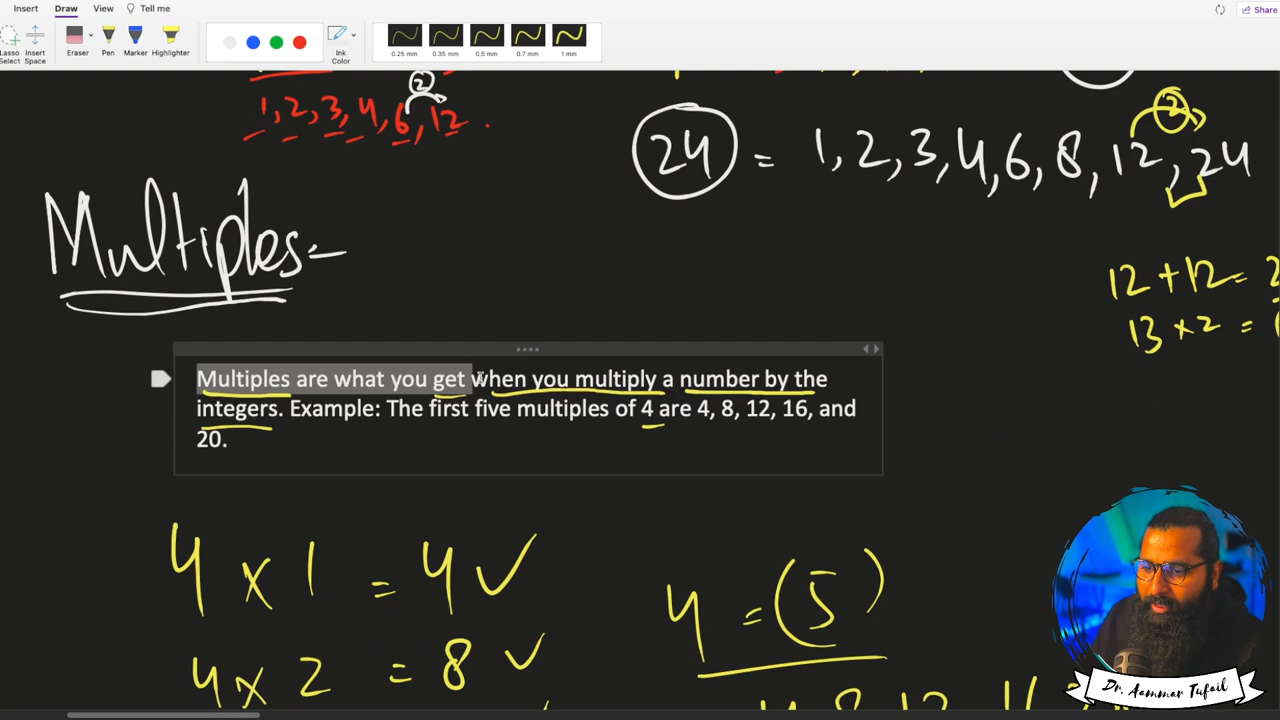 Insert Draw View Tell me Share
Lasso Select Insert Space Eraser Pen Marker Highlighter Ink Color 0.25 mm 0.35 mm 0.5 mm 0.7 mm 1 mm
2
1, 2, 3, 4, 6, 12 .
2
24 = 1, 2, 3, 4, 6, 8, 12, 24
Multiples=
12 + 12 = 2
13 × 2 =
Multiples are what you get when you multiply a number by the
integers. Example: The first five multiples of 4 are 4, 8, 12, 16, and
20.
4 × 1 = 4 ✓
4 = (5)
4 × 2 = 8 ✓
Dr. Aammar Tufail